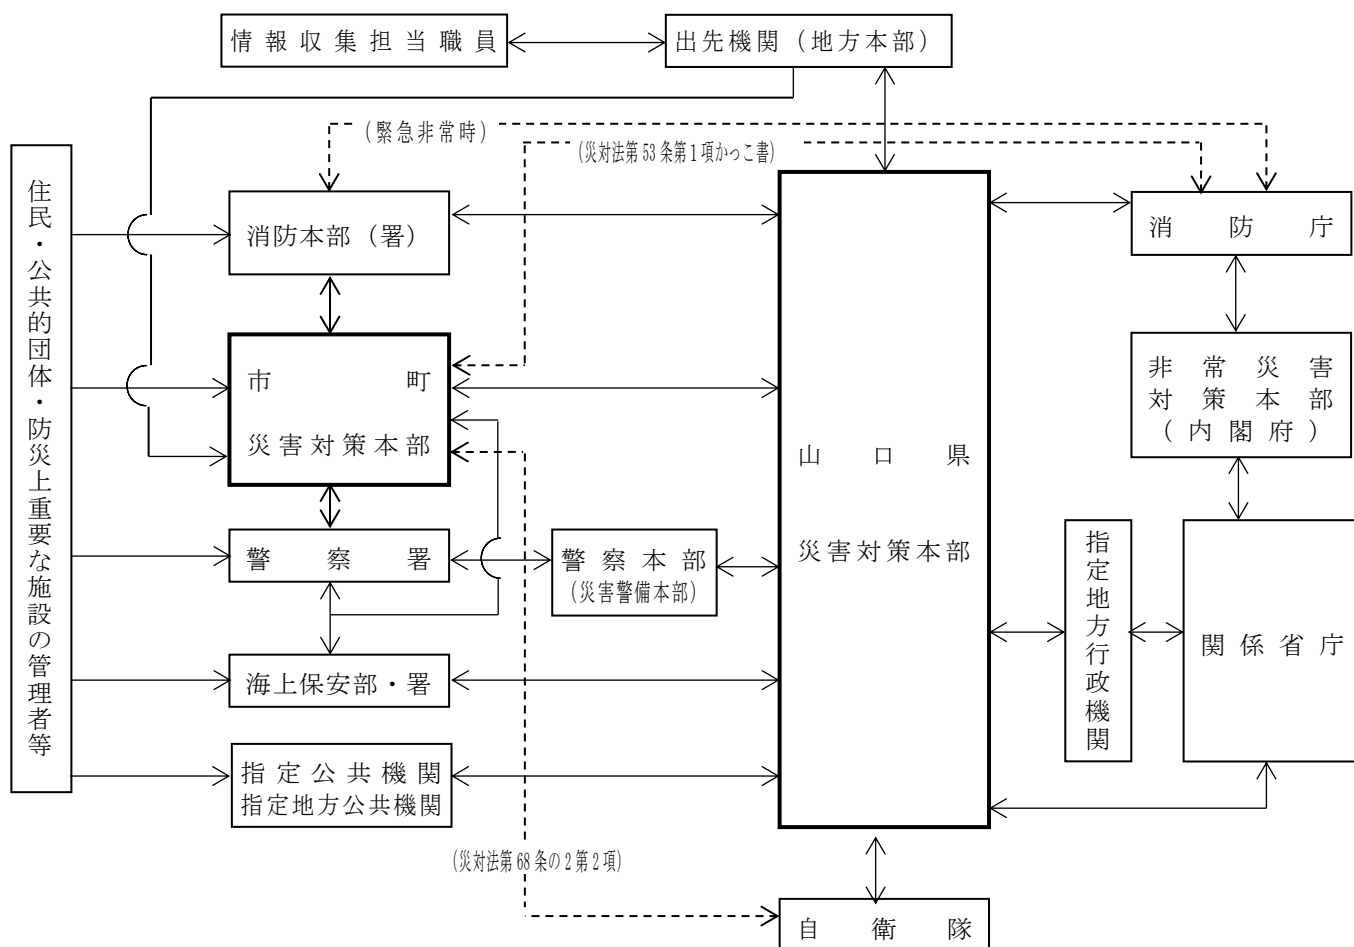 情報収集担当職員
出先機関（地方本部）
（緊急非常時）
（災対法第53条第1項かっこ書）
住民・公共的団体・防災上重要な施設の管理者等
消防本部（署）
消防庁
市町
災害対策本部
非常災害
対策本部
（内閣府）
山口県
災害対策本部
警察署
警察本部
（災害警備本部）
指定地方行政機関
関係省庁
海上保安部・署
指定公共機関
指定地方公共機関
（災対法第68条の2第2項）
自衛隊